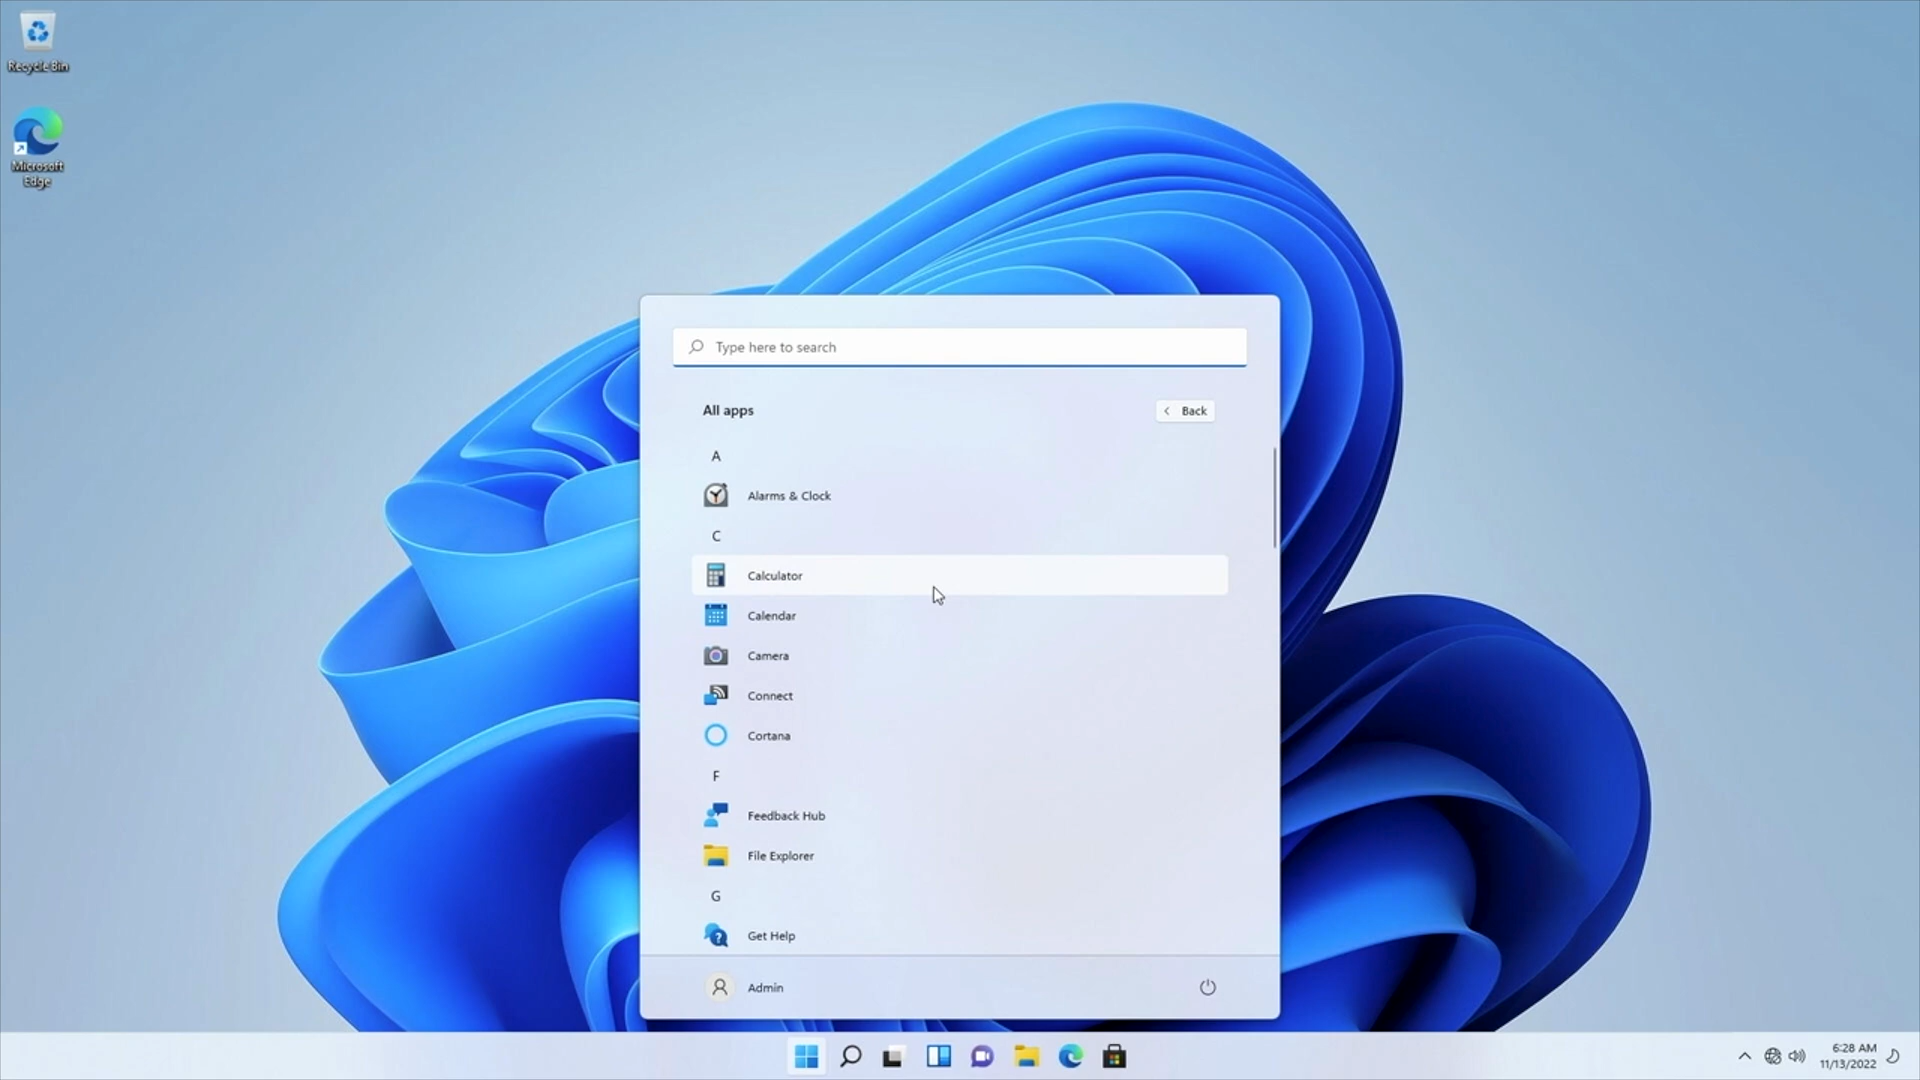 Recycle Bin
Microsoft
Edge
Type here to search
All apps
Back
A
Alarms & Clock
C
Calculator
Calendar
Camera
Connect
Cortana
F
Feedback Hub
File Explorer
G
Get Help
Admin
6:28 AM
11/13/2022